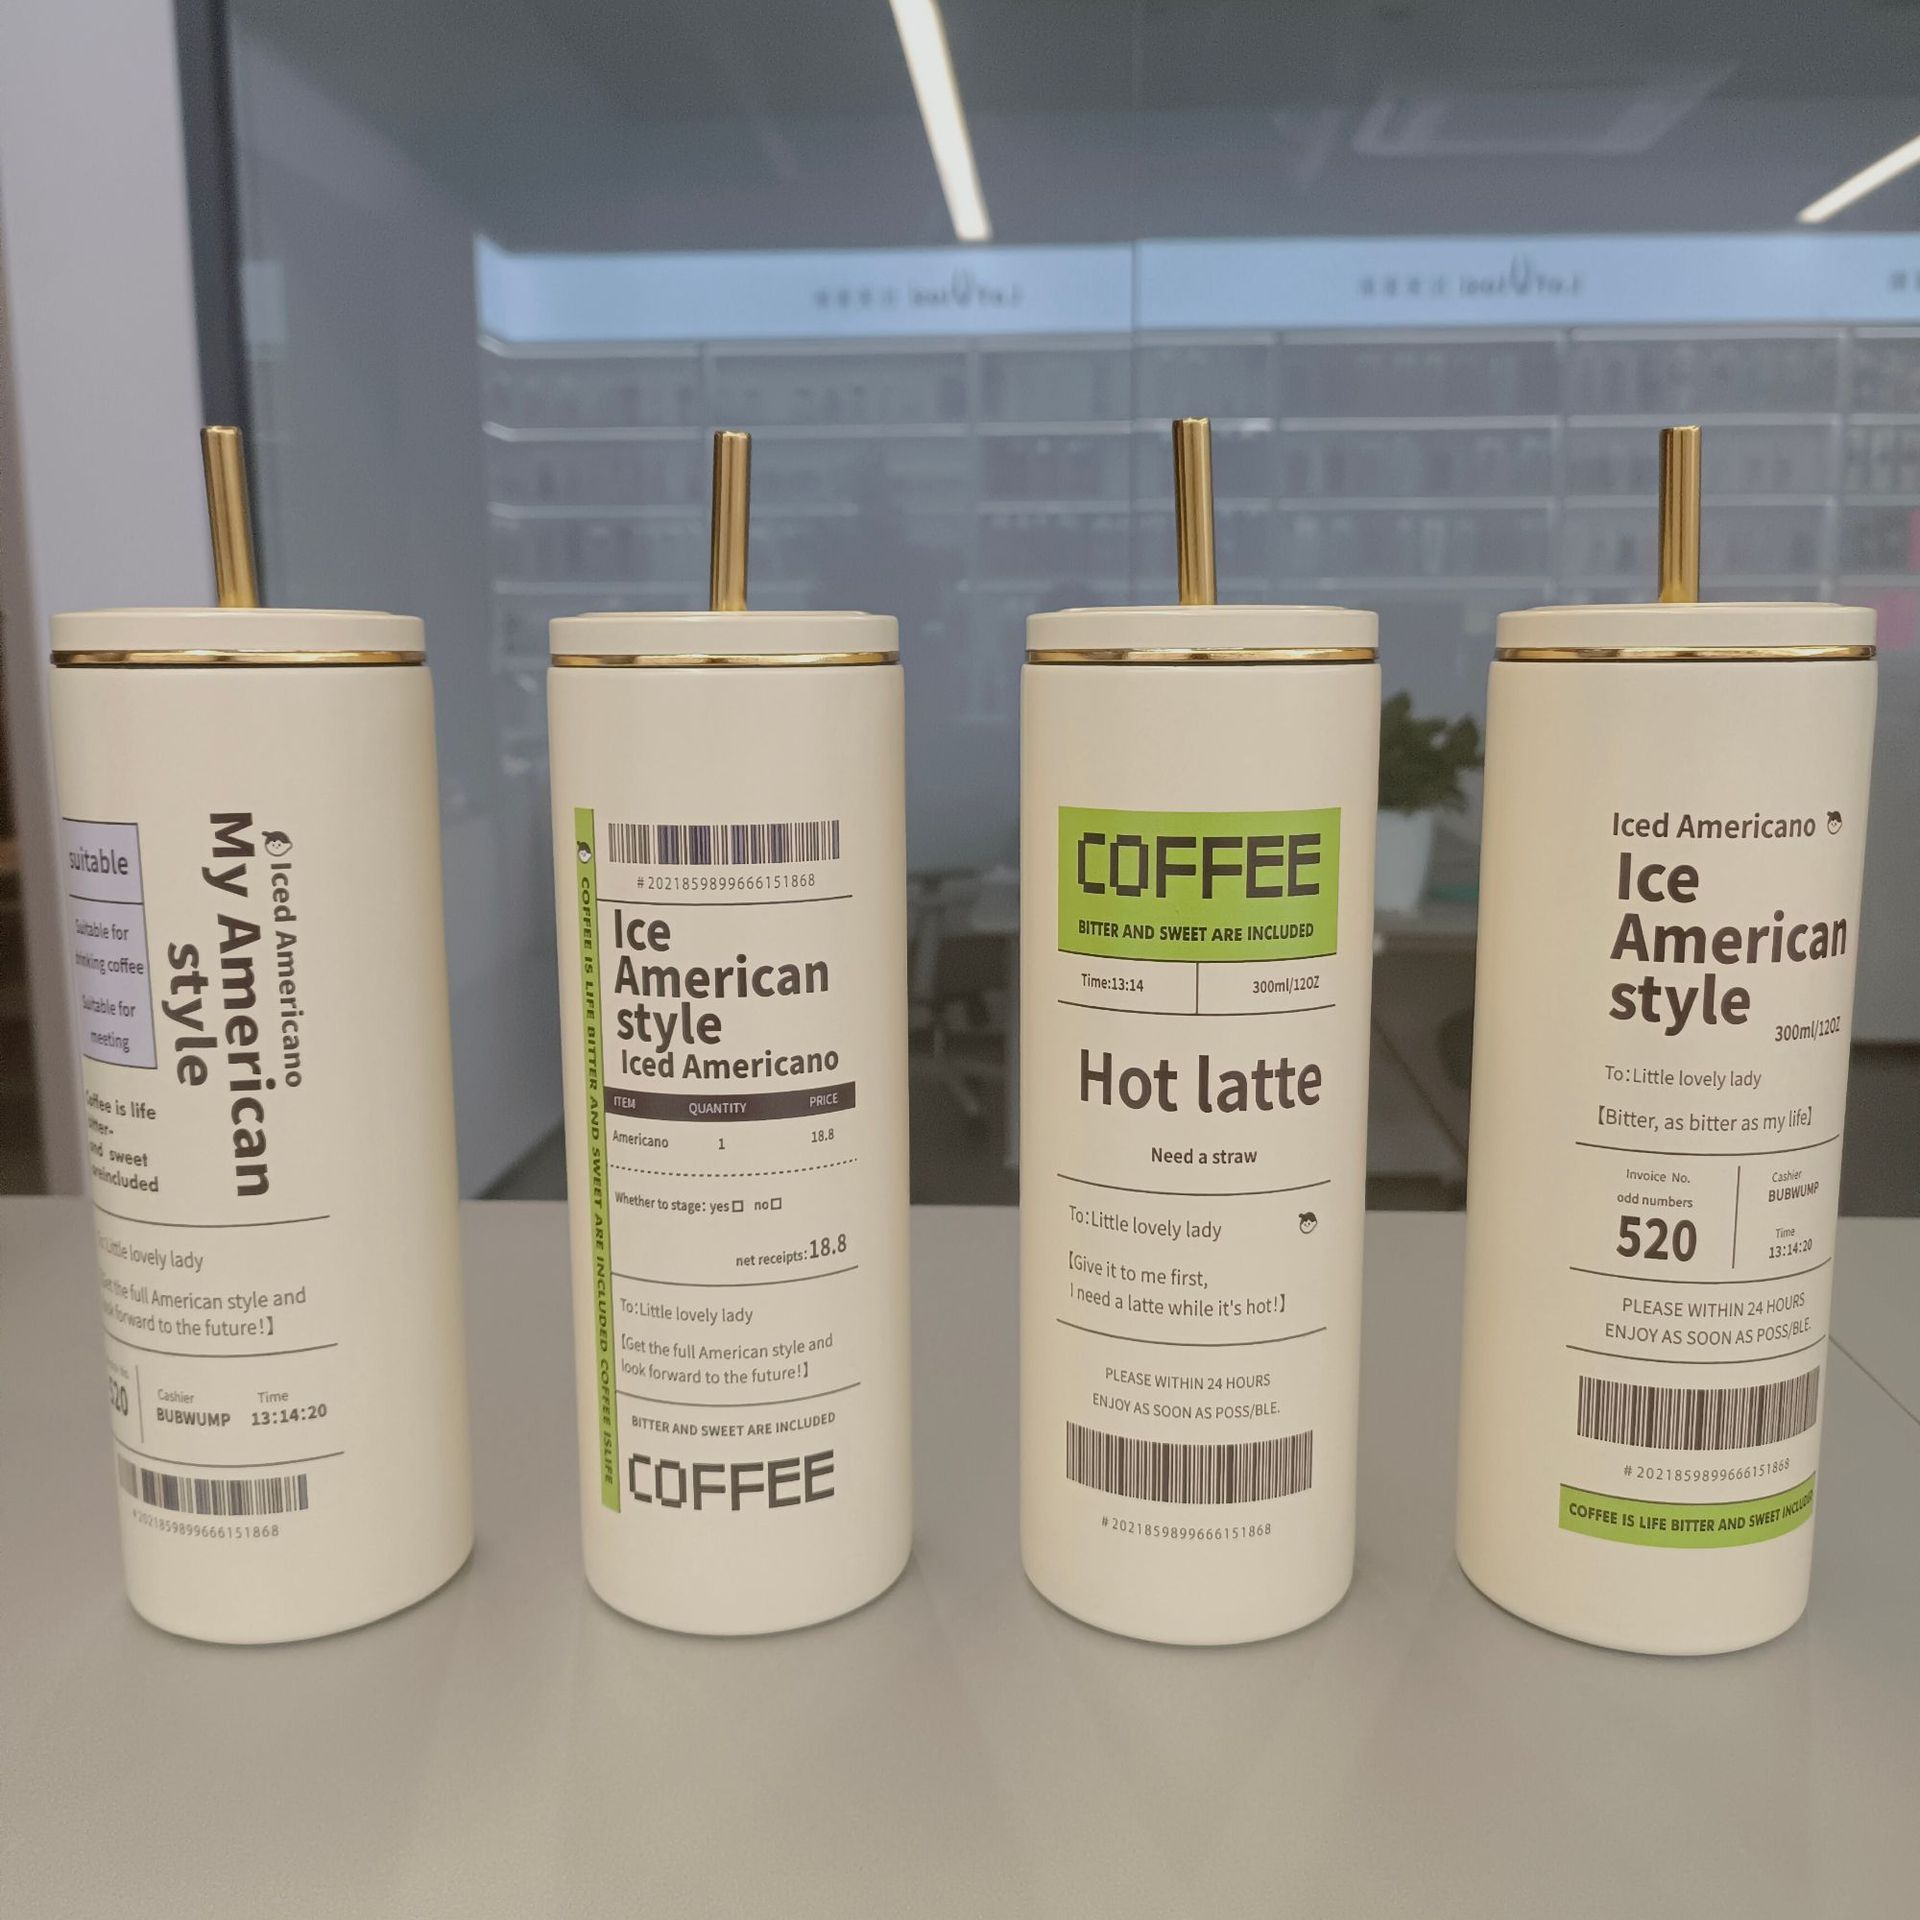 suitable
Suitable for
drinking coffee
Suitable for
meeting
Iced Americano
My American
style
Coffee is life
bitter-
and sweet
areincluded
To:Little lovely lady
Get the full American style and
look forward to the future!】
520
Cashier
BUBWUMP
Time
13:14:20
#2021859899666151868
COFFEE IS LIFE BITTER AND SWEET ARE INCLUDED COFFEE ISLIFE
#2021859899666151868
Ice
American
style
Iced Americano
ITEM QUANTITY PRICE
Americano 1 18.8
Whether to stage: yes□ no□
net receipts:18.8
To:Little lovely lady
【Get the full American style and
look forward to the future!】
BITTER AND SWEET ARE INCLUDED
COFFEE
COFFEE
BITTER AND SWEET ARE INCLUDED
Time:13:14 300ml/12OZ
Hot latte
Need a straw
To:Little lovely lady
【Give it to me first,
I need a latte while it's hot!】
PLEASE WITHIN 24 HOURS
ENJOY AS SOON AS POSS/BLE.
#2021859899666151868
Iced Americano
Ice
American
style
300ml/12OZ
To:Little lovely lady
【Bitter, as bitter as my life】
Invoice No.
odd numbers
520
Cashier
BUBWUMP
Time
13:14:20
PLEASE WITHIN 24 HOURS
ENJOY AS SOON AS POSS/BLE.
#2021859899666151868
COFFEE IS LIFE BITTER AND SWEET INCLUDED